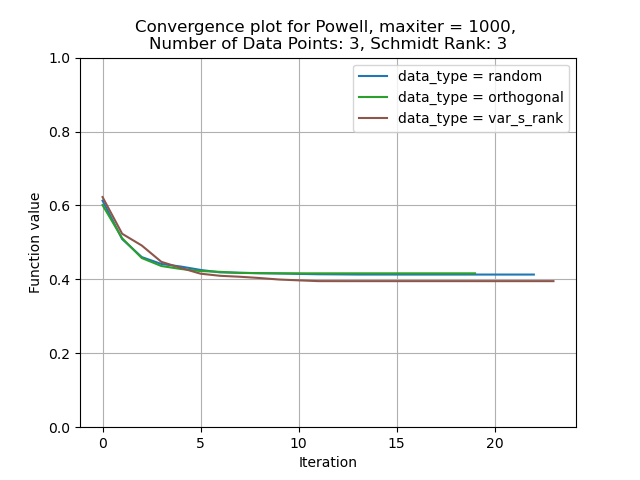 Convergence plot for Powell, maxiter = 1000,
Number of Data Points: 3, Schmidt Rank: 3
data_type = random
data_type = orthogonal
data_type = var_s_rank
Function value
1.0
0.8
0.6
0.4
0.2
0.0
0 5 10 15 20
Iteration